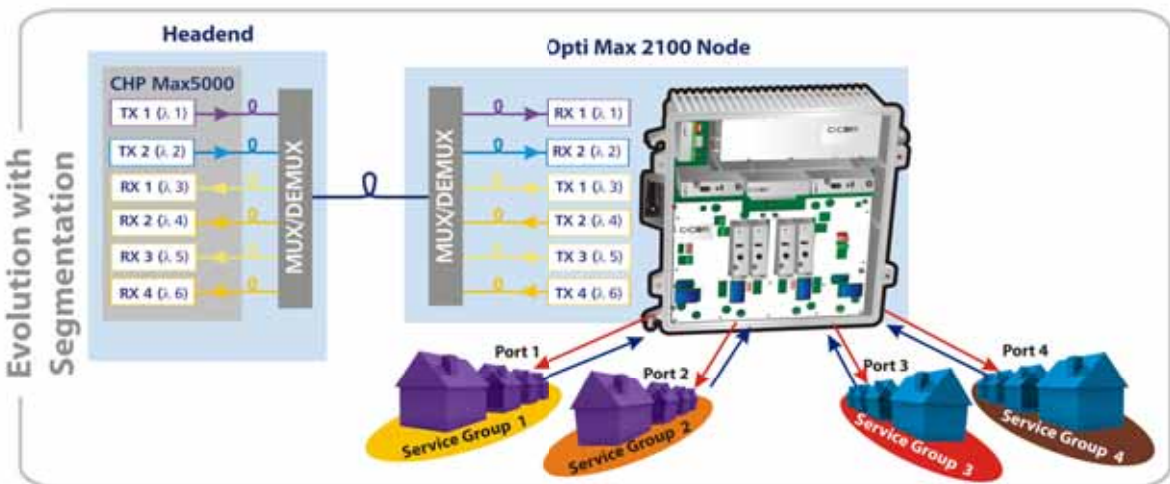 Evolution with
Segmentation
Headend
CHP Max5000
TX 1 (λ. 1)
TX 2 (λ. 2)
RX 1 (λ. 3)
RX 2 (λ. 4)
RX 3 (λ. 5)
RX 4 (λ. 6)
MUX/DEMUX
Opti Max 2100 Node
MUX/DEMUX
RX 1 (λ. 1)
RX 2 (λ. 2)
TX 1 (λ. 3)
TX 2 (λ. 4)
TX 3 (λ. 5)
TX 4 (λ. 6)
Port 1
Port 2
Port 3
Port 4
Service Group 1
Service Group 2
Service Group 3
Service Group 4